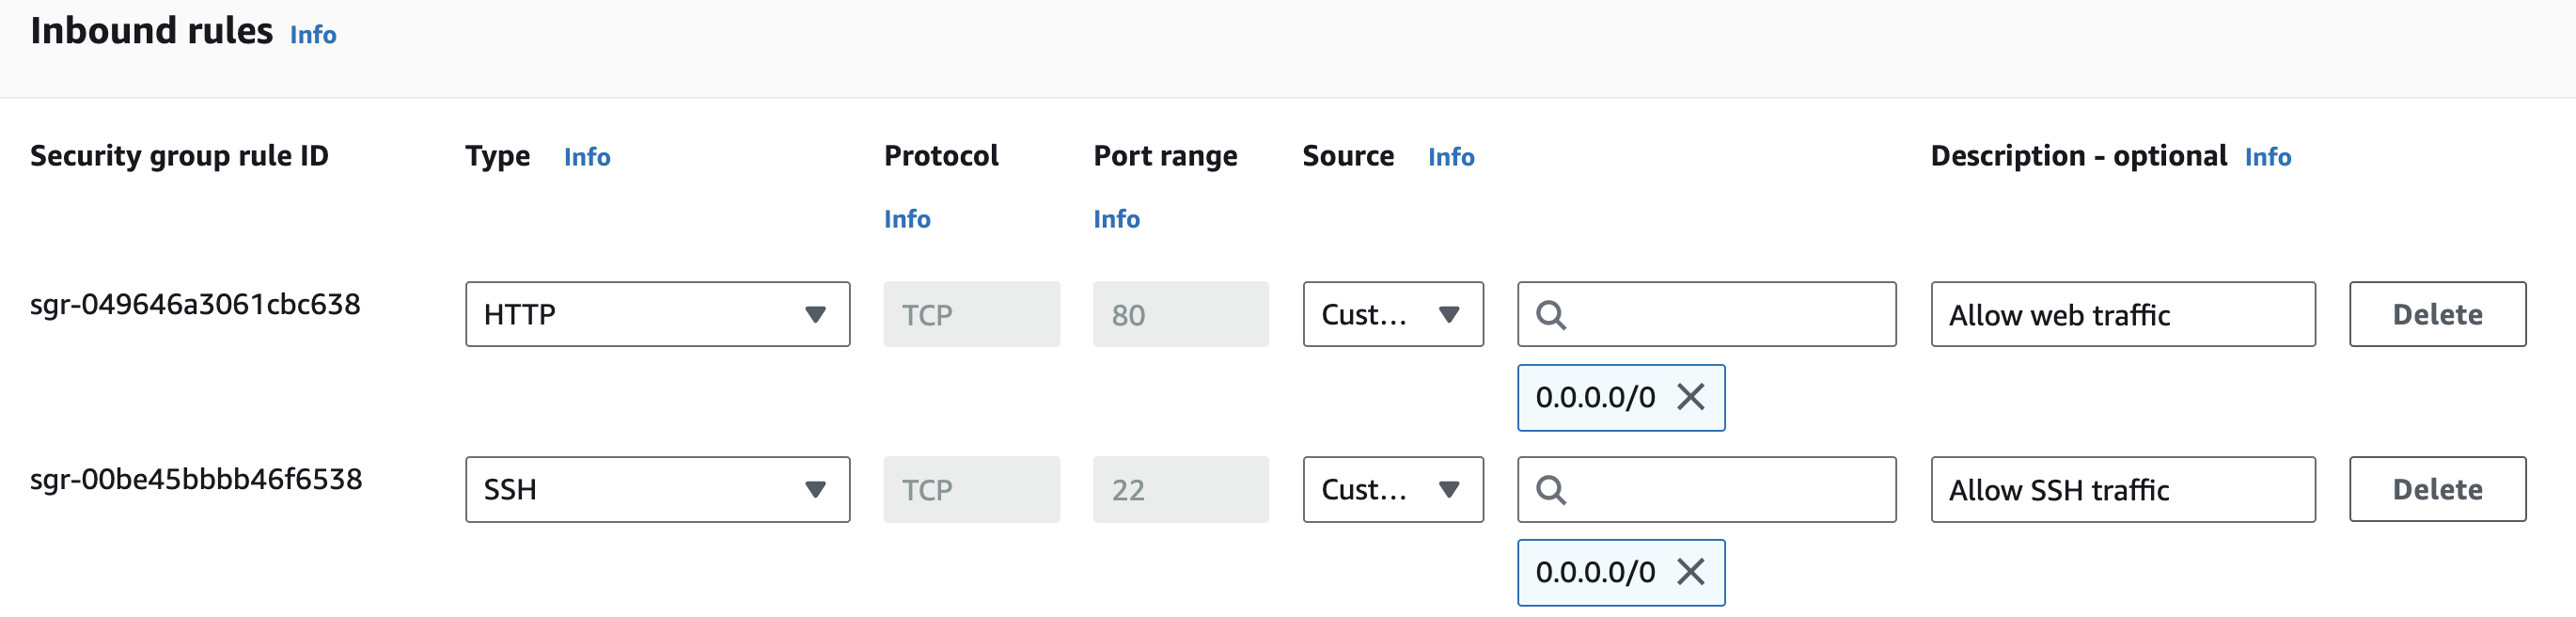 Inbound rules Info
Security group rule ID Type Info Protocol Port range Source Info Description - optional Info
Info Info
sgr-049646a3061cbc638 HTTP TCP 80 Cust... Allow web traffic Delete
0.0.0.0/0
sgr-00be45bbbb46f6538 SSH TCP 22 Cust... Allow SSH traffic Delete
0.0.0.0/0